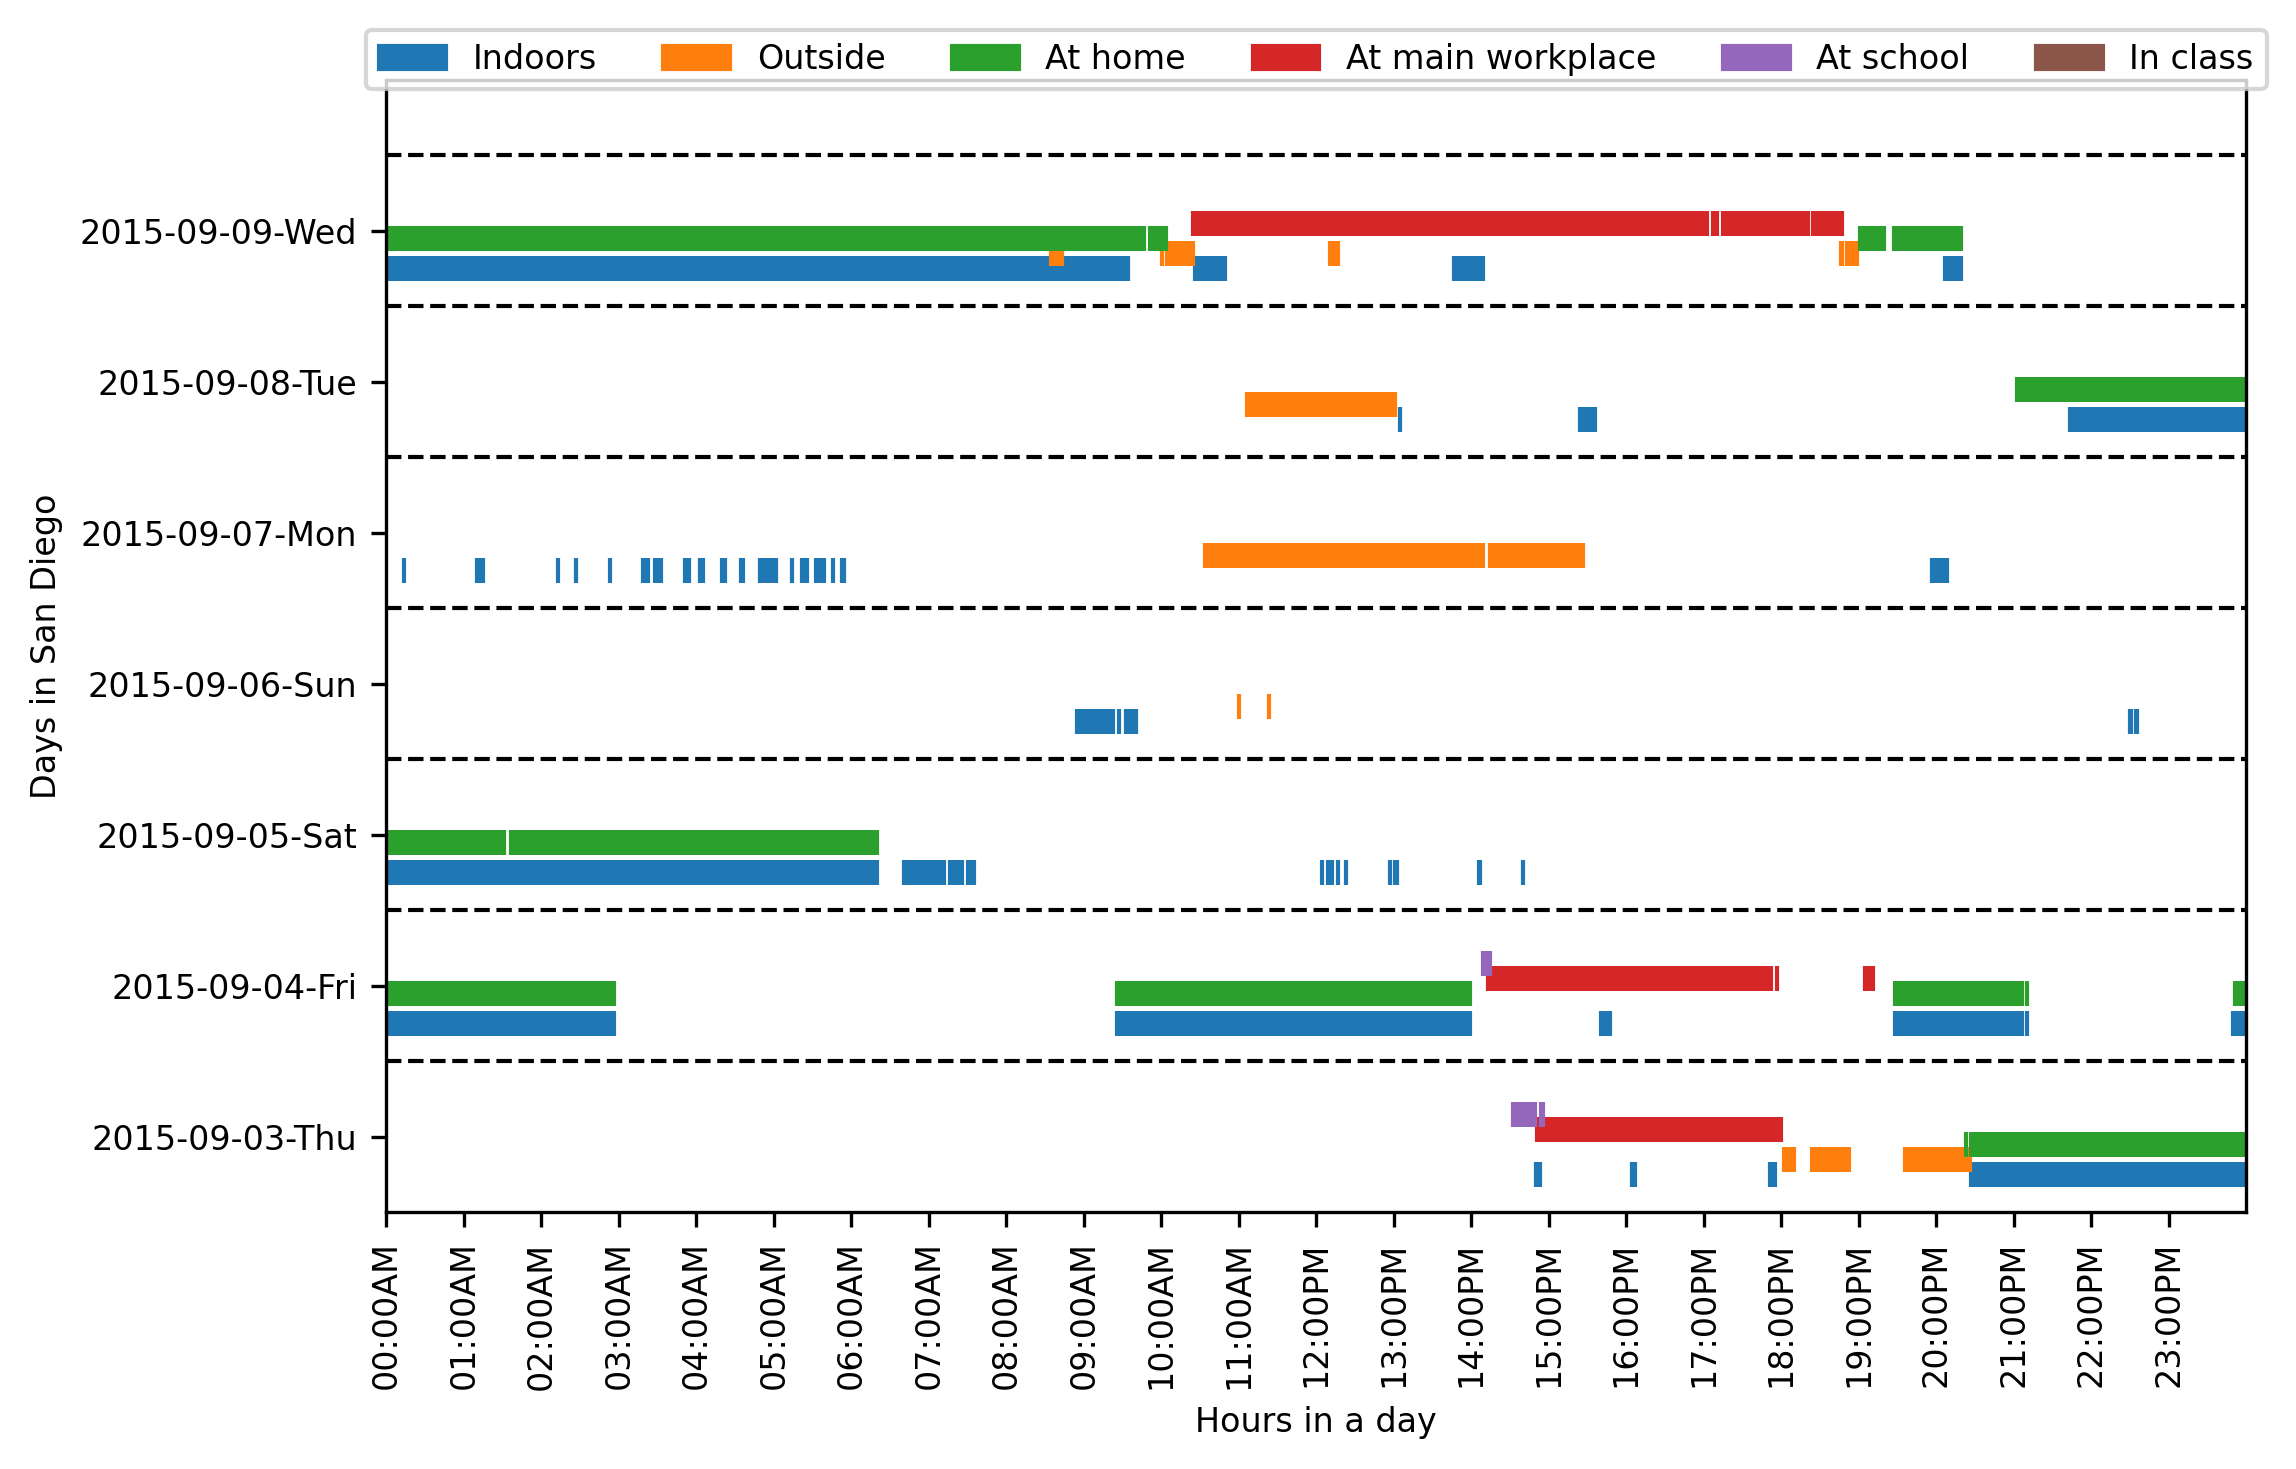 Indoors Outside At home At main workplace At school In class
2015-09-09-Wed
2015-09-08-Tue
2015-09-07-Mon
2015-09-06-Sun
2015-09-05-Sat
2015-09-04-Fri
2015-09-03-Thu
Days in San Diego
00:00AM
01:00AM
02:00AM
03:00AM
04:00AM
05:00AM
06:00AM
07:00AM
08:00AM
09:00AM
10:00AM
11:00AM
12:00PM
13:00PM
14:00PM
15:00PM
16:00PM
17:00PM
18:00PM
19:00PM
20:00PM
21:00PM
22:00PM
23:00PM
Hours in a day